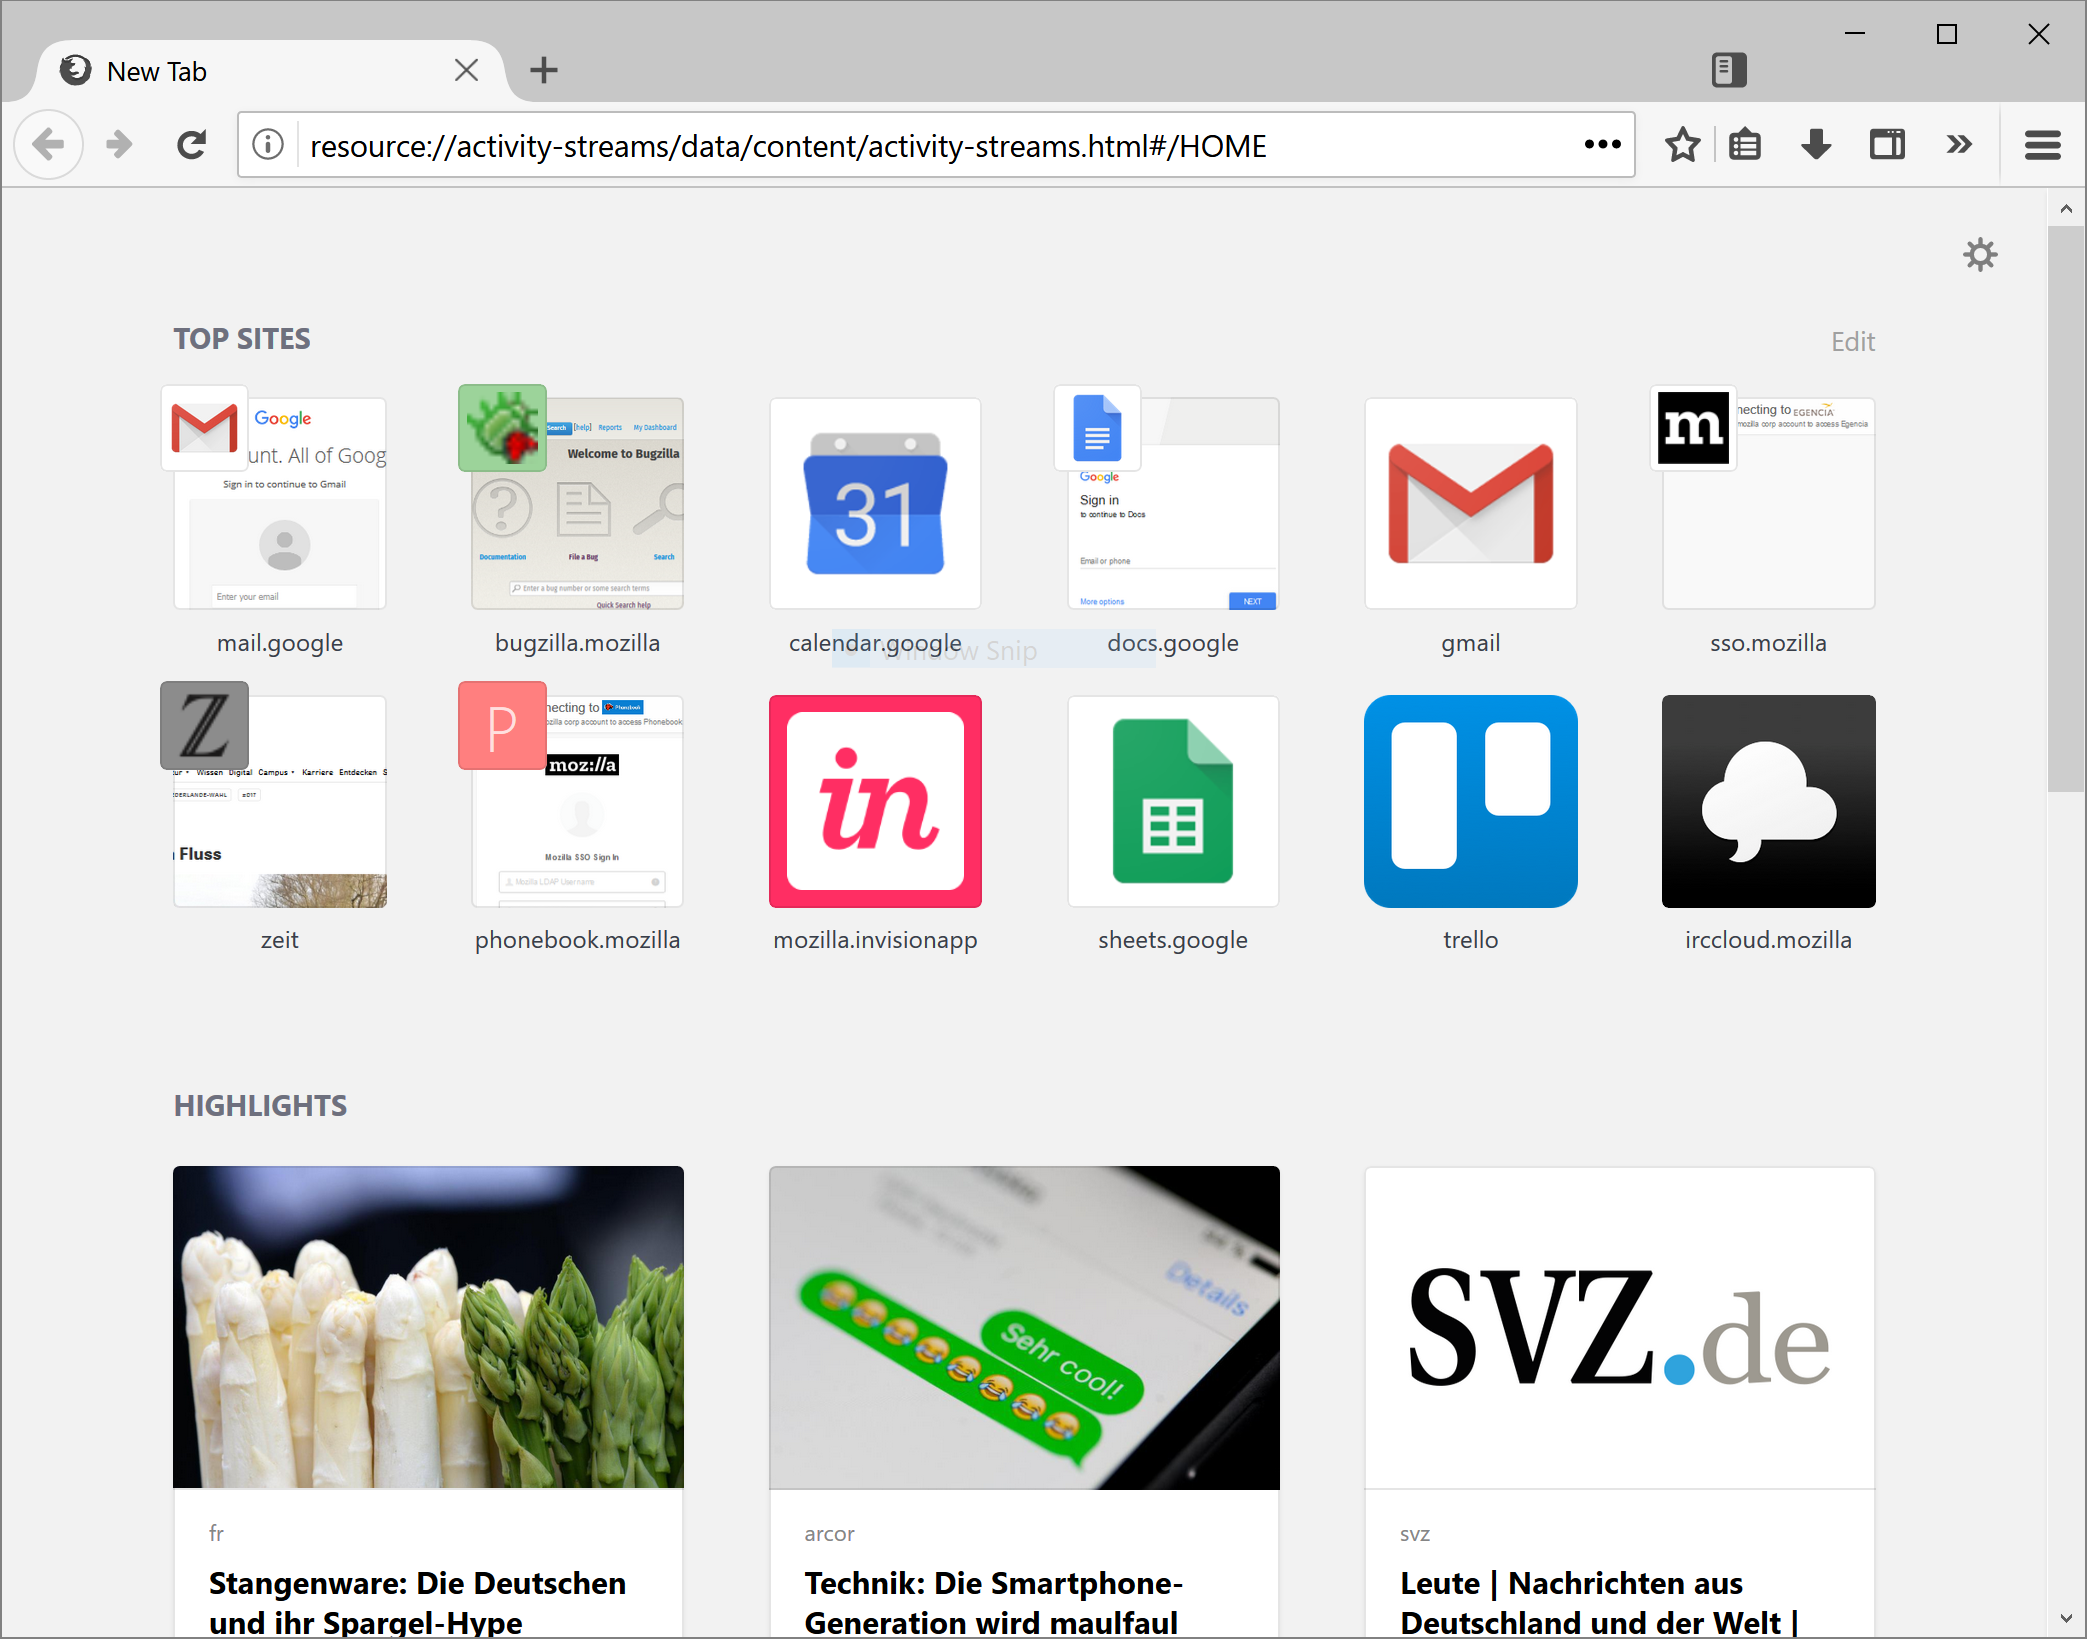 New Tab
resource://activity-streams/data/content/activity-streams.html#/HOME
TOP SITES
Edit
Google
unt. All of Goog
Sign in to continue to Gmail
Enter your email
mail.google
Search [help] Reports My Dashboard
Welcome to Bugzilla
Documentation File a Bug Search
Enter a bug number or some search terms
Quick Search help
bugzilla.mozilla
31
calendar.google
Window Snip
Google
Sign in
to continue to Docs
Email or phone
More options NEXT
docs.google
gmail
m
necting to EGENCIA
mozilla corp account to access Egencia
sso.mozilla
Z
tur Wissen Digital Campus Karriere Entdecken S
EDERLANDE-WAHL
Fluss
zeit
P
necting to Phonebook
ozilla corp account to access Phonebook
moz://a
Mozilla SSO Sign In
Mozilla LDAP Username
phonebook.mozilla
in
mozilla.invisionapp
sheets.google
trello
irccloud.mozilla
HIGHLIGHTS
fr
Stangenware: Die Deutschen
und ihr Spargel-Hype
Details
Sehr cool!
arcor
Technik: Die Smartphone-
Generation wird maulfaul
SVZ.de
svz
Leute | Nachrichten aus
Deutschland und der Welt |